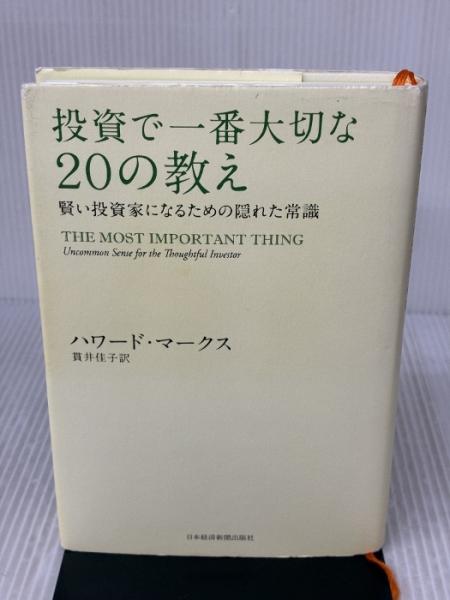 投資で一番大切な
20の教え
賢い投資家になるための隠れた常識
THE MOST IMPORTANT THING
Uncommon Sense for the Thoughtful Investor
ハワード・マークス
貫井佳子訳
日本経済新聞出版社